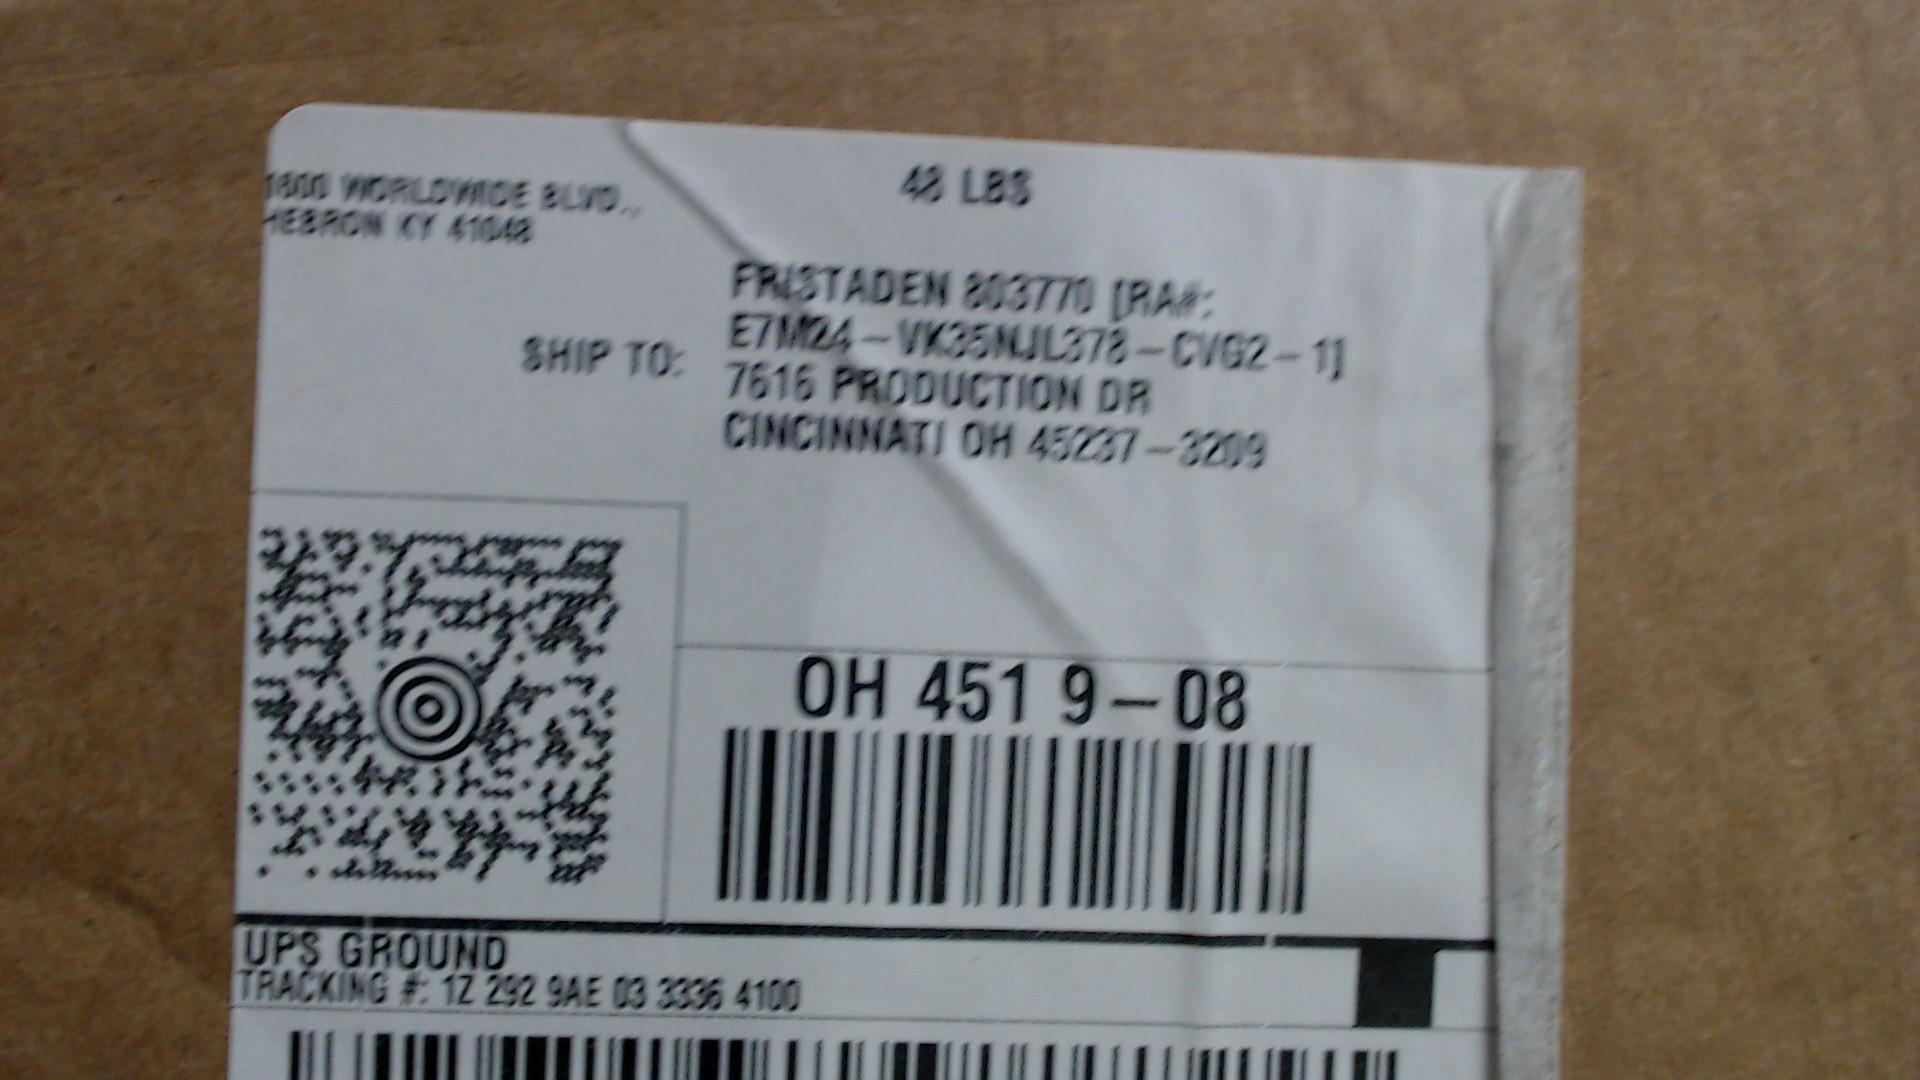 1600 WORLDWIDE BLVD.,
HEBRON KY 41048
48 LBS
FRISTADEN 803770 [RA#:
E7M24-VK35NJL378-CVG2-1]
SHIP TO:
7616 PRODUCTION DR
CINCINNATI OH 45237-3209
OH 451 9-08
UPS GROUND
TRACKING #: 1Z 292 9AE 03 3336 4100